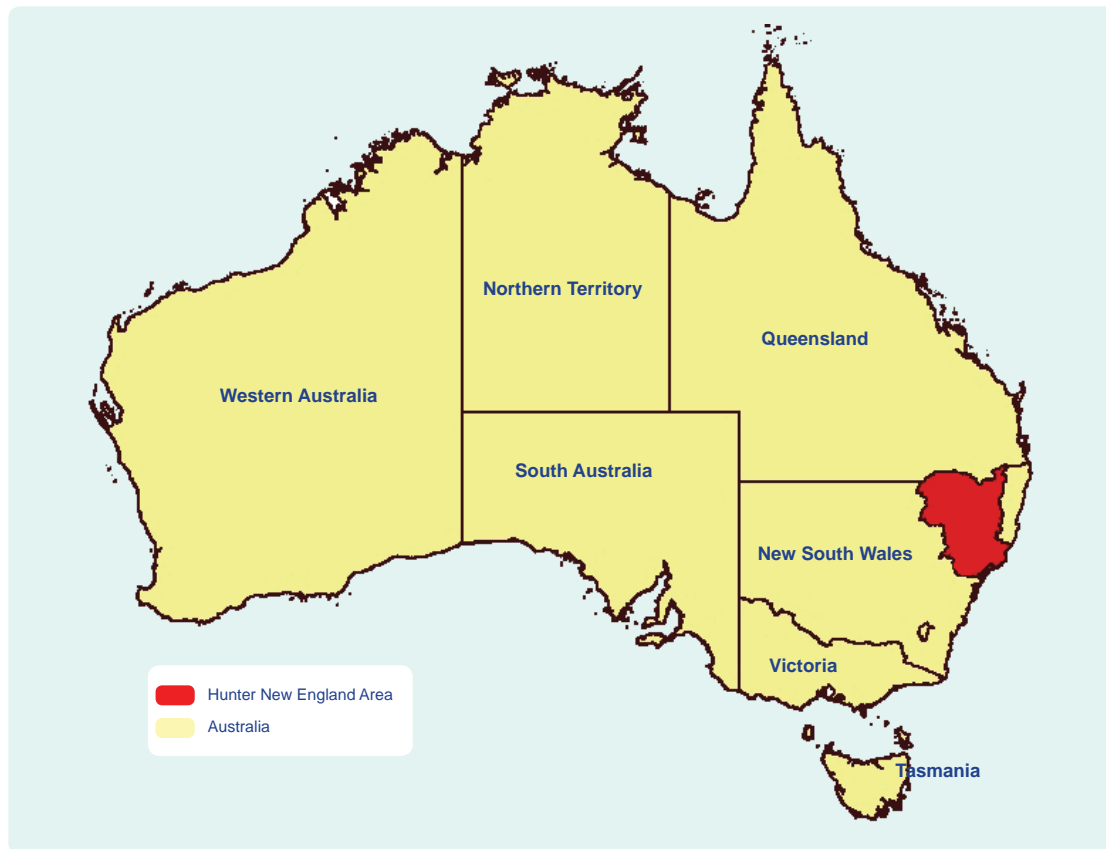 Northern Territory
Queensland
Western Australia
South Australia
New South Wales
Victoria
Hunter New England Area
Australia
Tasmania